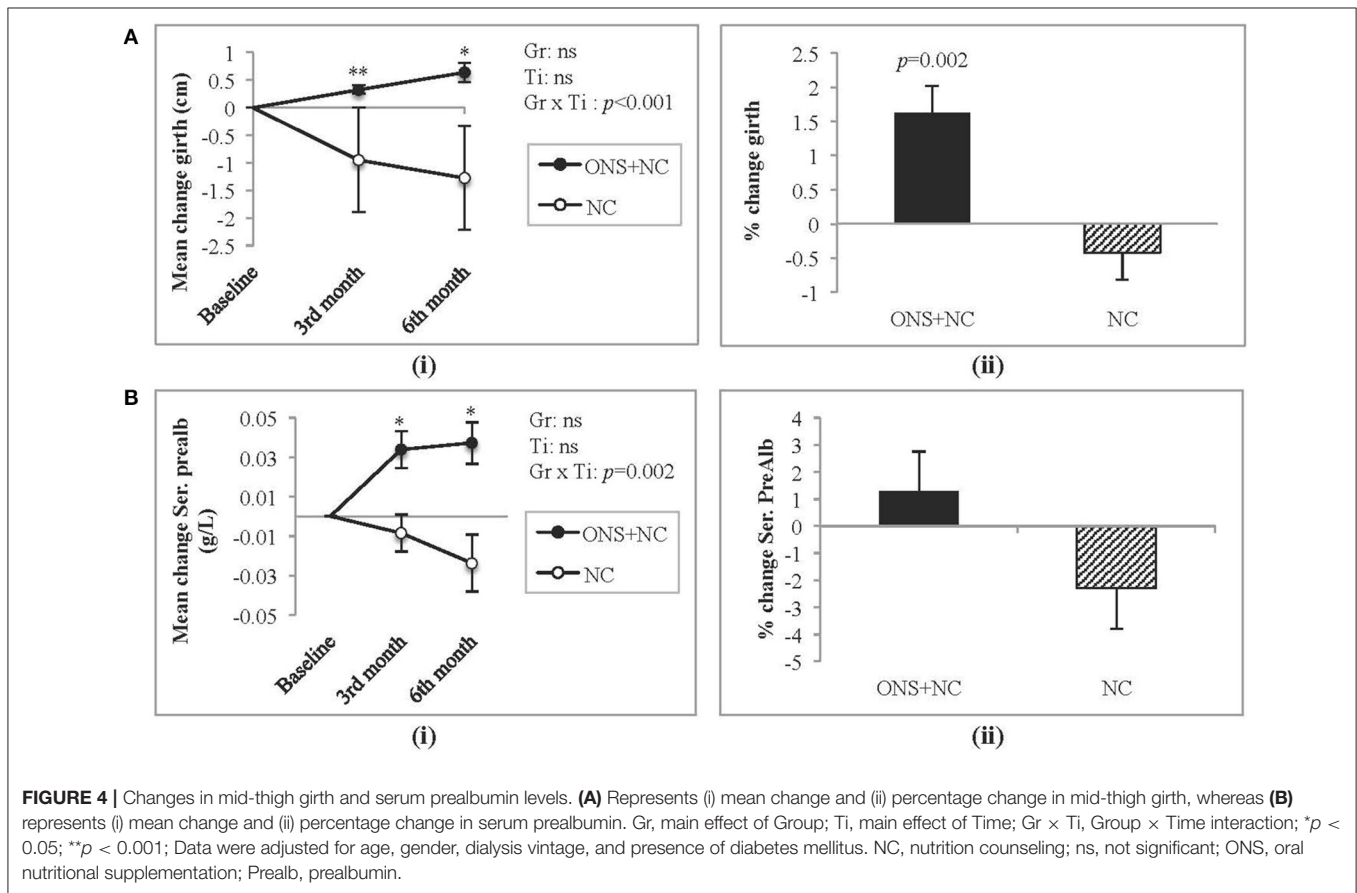 A
Mean change girth (cm)
1
0.5
0
-0.5
-1
-1.5
-2
-2.5
**
*
Gr: ns
Ti: ns
Gr x Ti : p<0.001
ONS+NC
NC
Baseline
3rd month
6th month
(i)
% change girth
2.5
2
1.5
1
0.5
0
-0.5
-1
p=0.002
ONS+NC
NC
(ii)
B
Mean change Ser. prealb
(g/L)
0.05
0.03
0.01
-0.01
-0.03
-0.05
*
*
Gr: ns
Ti: ns
Gr x Ti: p=0.002
ONS+NC
NC
Baseline
3rd month
6th month
(i)
% change Ser. PreAlb
4
3
2
1
0
-1
-2
-3
-4
-5
ONS+NC
NC
(ii)
FIGURE 4 | Changes in mid-thigh girth and serum prealbumin levels. (A) Represents (i) mean change and (ii) percentage change in mid-thigh girth, whereas (B)
represents (i) mean change and (ii) percentage change in serum prealbumin. Gr, main effect of Group; Ti, main effect of Time; Gr × Ti, Group × Time interaction; *p <
0.05; **p < 0.001; Data were adjusted for age, gender, dialysis vintage, and presence of diabetes mellitus. NC, nutrition counseling; ns, not significant; ONS, oral
nutritional supplementation; Prealb, prealbumin.